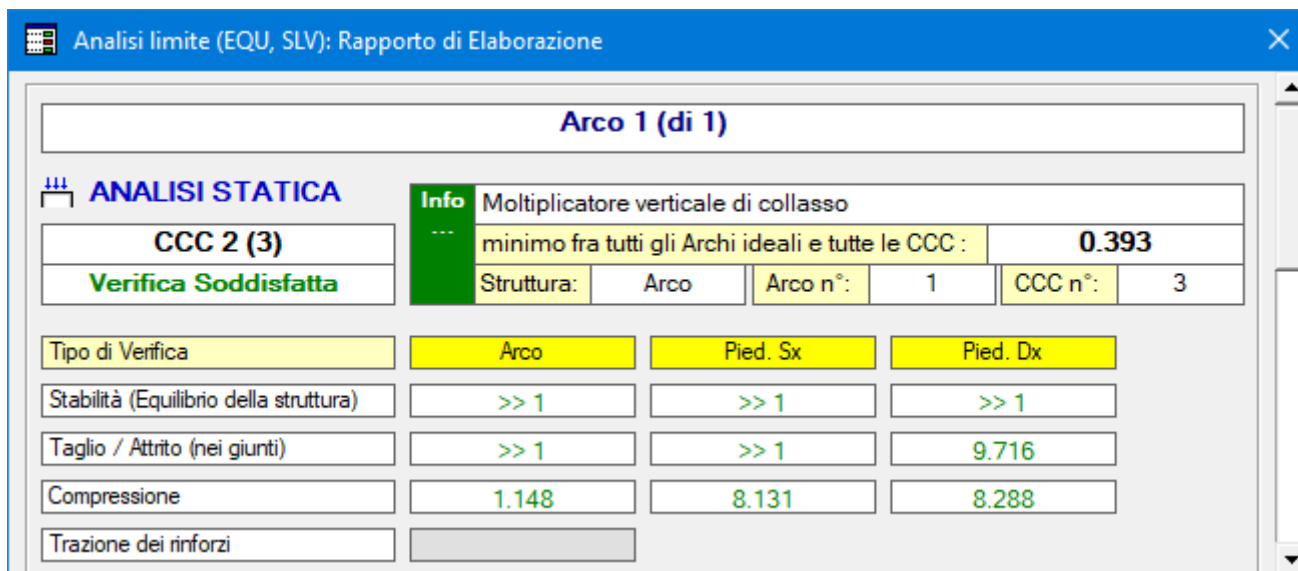 Analisi limite (EQU, SLV): Rapporto di Elaborazione
Arco 1 (di 1)
ANALISI STATICA
CCC 2 (3)
Verifica Soddisfatta
Info
...
Moltiplicatore verticale di collasso
minimo fra tutti gli Archi ideali e tutte le CCC : 0.393
Struttura: Arco Arco n°: 1 CCC n°: 3
Tipo di Verifica Arco Pied. Sx Pied. Dx
Stabilità (Equilibrio della struttura) >> 1 >> 1 >> 1
Taglio / Attrito (nei giunti) >> 1 >> 1 9.716
Compressione 1.148 8.131 8.288
Trazione dei rinforzi